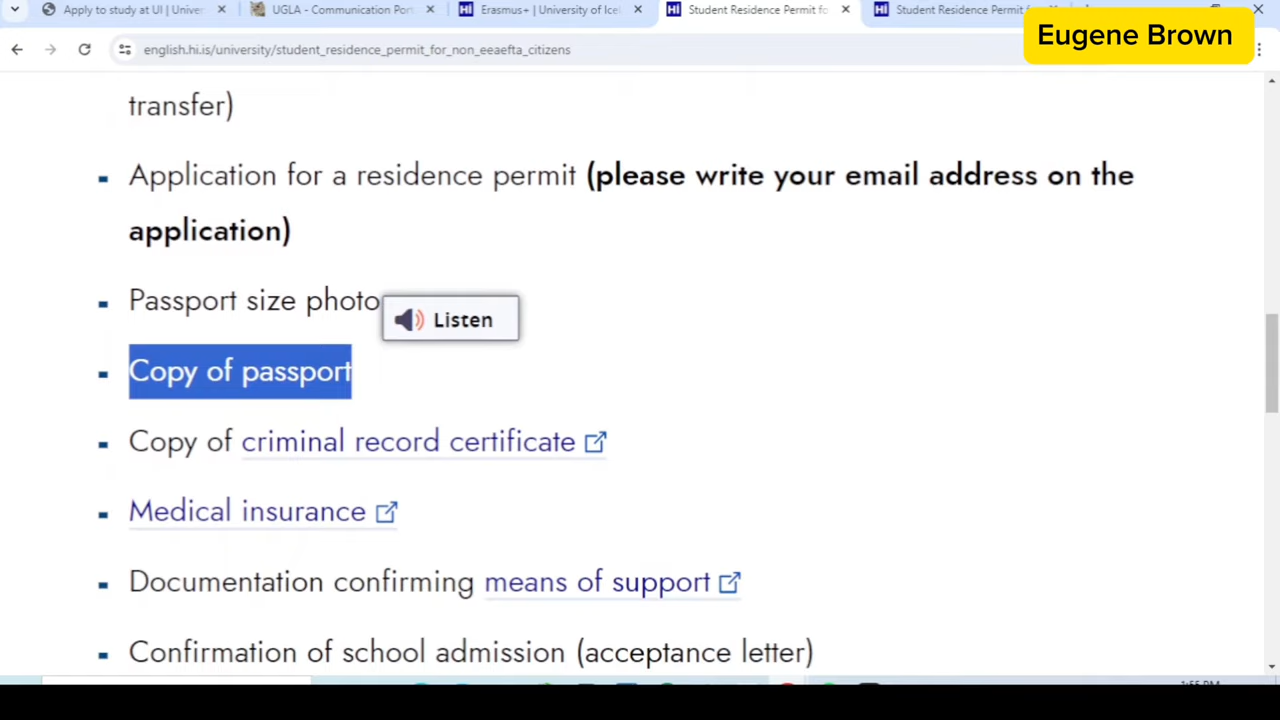 Apply to study at UI | Univer
UGLA - Communication Por
Erasmus+ | University of Icel
Student Residence Permit fo
Student Residence Permit for
Eugene Brown
english.hi.is/university/student_residence_permit_for_non_eeaefta_citizens
transfer)
Application for a residence permit (please write your email address on the
application)
Passport size photo
Listen
Copy of passport
Copy of criminal record certificate
Medical insurance
Documentation confirming means of support
Confirmation of school admission (acceptance letter)